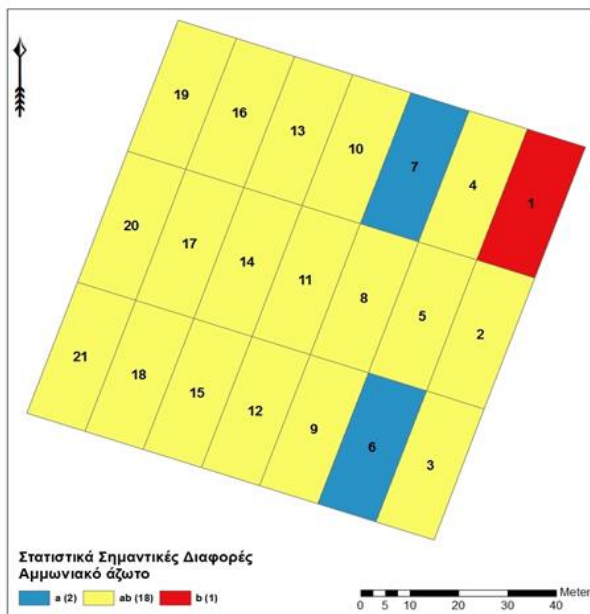 19 16 13 10 7 4 1
20 17 14 11 8 5 2
21 18 15 12 9 6 3
Στατιστικά Σημαντικές Διαφορές
Αμμωνιακό άζωτο
a (2) ab (18) b (1)
Meter
0 5 10 20 30 40